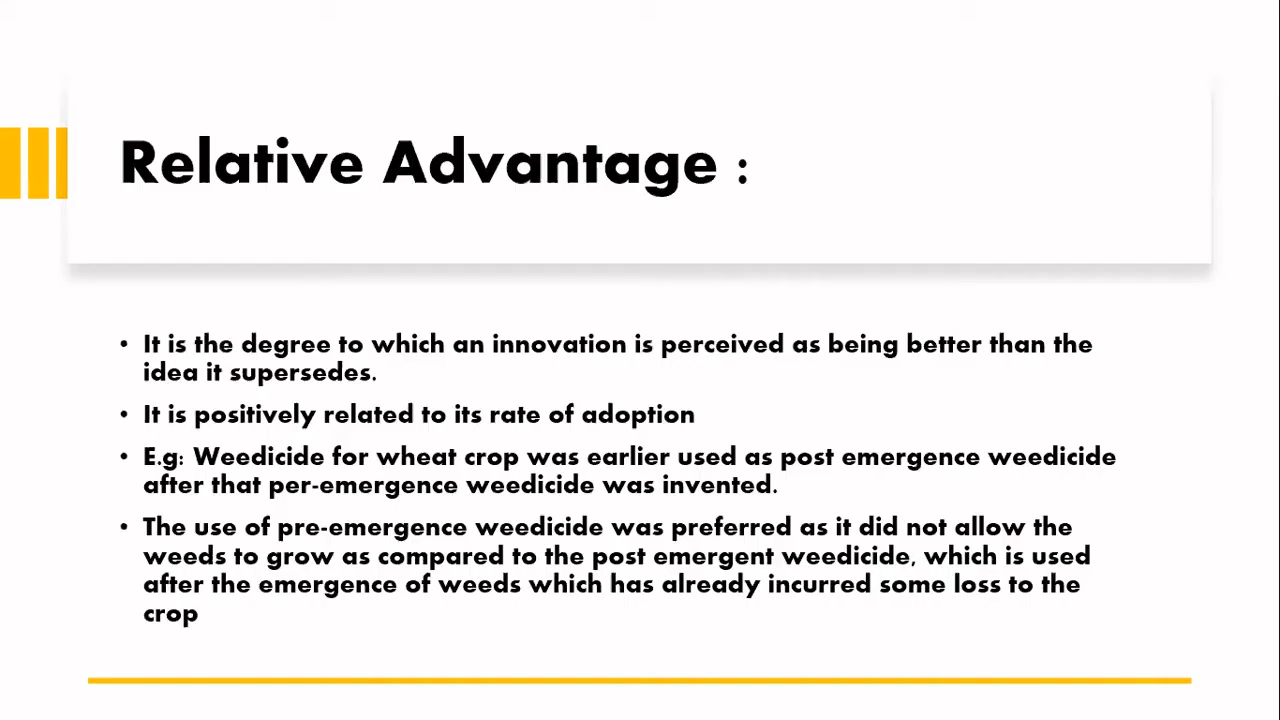 Relative Advantage :
• It is the degree to which an innovation is perceived as being better than the
idea it supersedes.
• It is positively related to its rate of adoption
• E.g: Weedicide for wheat crop was earlier used as post emergence weedicide
after that per-emergence weedicide was invented.
• The use of pre-emergence weedicide was preferred as it did not allow the
weeds to grow as compared to the post emergent weedicide, which is used
after the emergence of weeds which has already incurred some loss to the
crop